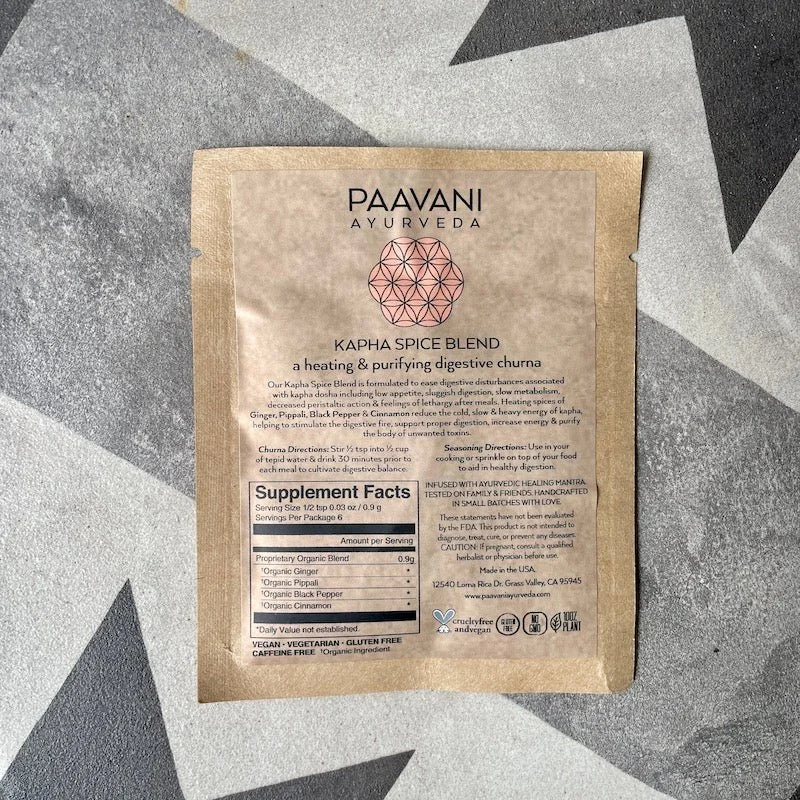 PAAVANI
AYURVEDA
KAPHA SPICE BLEND
a heating & purifying digestive churna
Our Kapha Spice Blend is formulated to ease digestive disturbances associated
with kapha dosha including low appetite, sluggish digestion, slow metabolism,
decreased peristaltic action & feelings of lethargy after meals. Heating spices of
Ginger, Pippali, Black Pepper & Cinnamon reduce the cold, slow & heavy energy of kapha,
helping to stimulate the digestive fire, support proper digestion, increase energy & purify
the body of unwanted toxins.
Churna Directions: Stir ½ tsp into ½ cup
of tepid water & drink 30 minutes prior to
each meal to cultivate digestive balance.
Supplement Facts
Serving Size 1/2 tsp 0.03 oz / 0.9 g
Servings Per Package 6
Amount per Serving
Proprietary Organic Blend 0.9g
†Organic Ginger *
†Organic Pippali *
†Organic Black Pepper *
†Organic Cinnamon *
*Daily Value not established.
VEGAN · VEGETARIAN · GLUTEN FREE
CAFFEINE FREE †Organic Ingredient
Seasoning Directions: Use in your
cooking or sprinkle on top of your food
to aid in healthy digestion.
INFUSED WITH AYURVEDIC HEALING MANTRA.
TESTED ON FAMILY & FRIENDS. HANDCRAFTED
IN SMALL BATCHES WITH LOVE.
These statements have not been evaluated
by the FDA. This product is not intended to
diagnose, treat, cure, or prevent any diseases.
CAUTION: If pregnant, consult a qualified
herbalist or physician before use.
Made in the USA.
12540 Loma Rica Dr. Grass Valley, CA 95945
www.paavaniayurveda.com
crueltyfree
andvegan
GLUTEN
FREE
NO
GMO
100%
PLANT